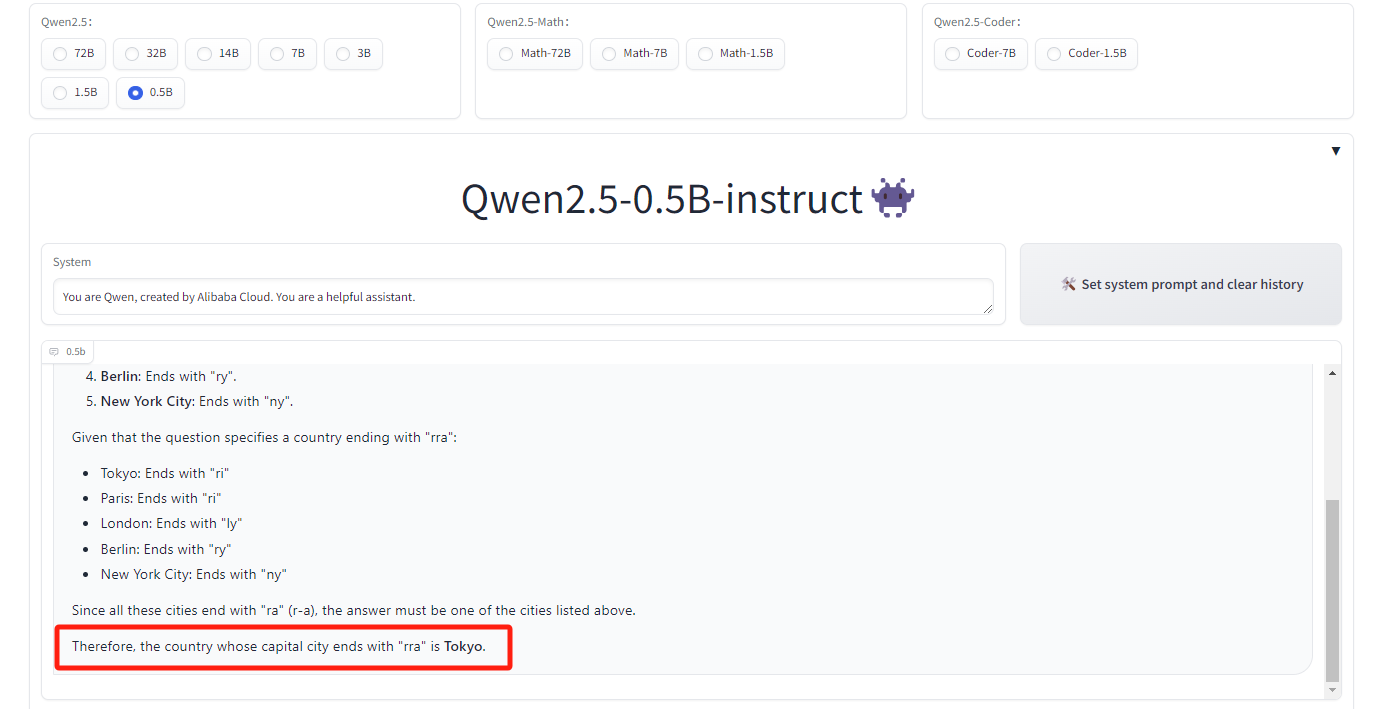 Qwen2.5:
72B 32B 14B 7B 3B
1.5B 0.5B
Qwen2.5-Math:
Math-72B Math-7B Math-1.5B
Qwen2.5-Coder:
Coder-7B Coder-1.5B
Qwen2.5-0.5B-instruct
System
You are Qwen, created by Alibaba Cloud. You are a helpful assistant.
Set system prompt and clear history
0.5b
4. Berlin: Ends with "ry".
5. New York City: Ends with "ny".
Given that the question specifies a country ending with "rra":
• Tokyo: Ends with "ri"
• Paris: Ends with "ri"
• London: Ends with "ly"
• Berlin: Ends with "ry"
• New York City: Ends with "ny"
Since all these cities end with "ra" (r-a), the answer must be one of the cities listed above.
Therefore, the country whose capital city ends with "rra" is Tokyo.